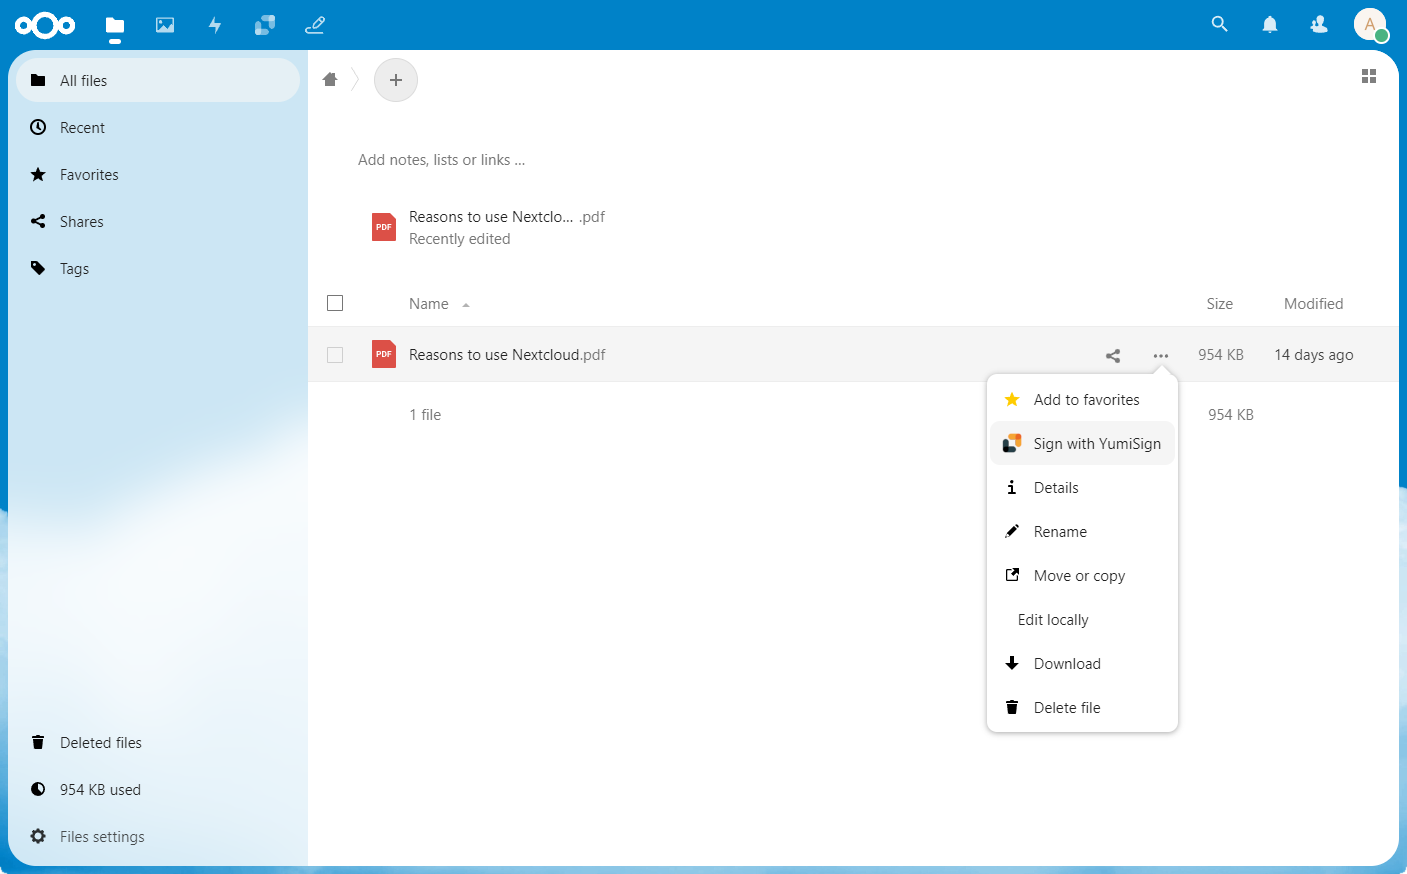 A
All files
Recent
Favorites
Shares
Tags
Deleted files
954 KB used
Files settings
+
Add notes, lists or links ...
PDF
Reasons to use Nextclo... .pdf
Recently edited
Name
Size
Modified
PDF
Reasons to use Nextcloud.pdf
954 KB
14 days ago
1 file
954 KB
Add to favorites
Sign with YumiSign
Details
Rename
Move or copy
Edit locally
Download
Delete file